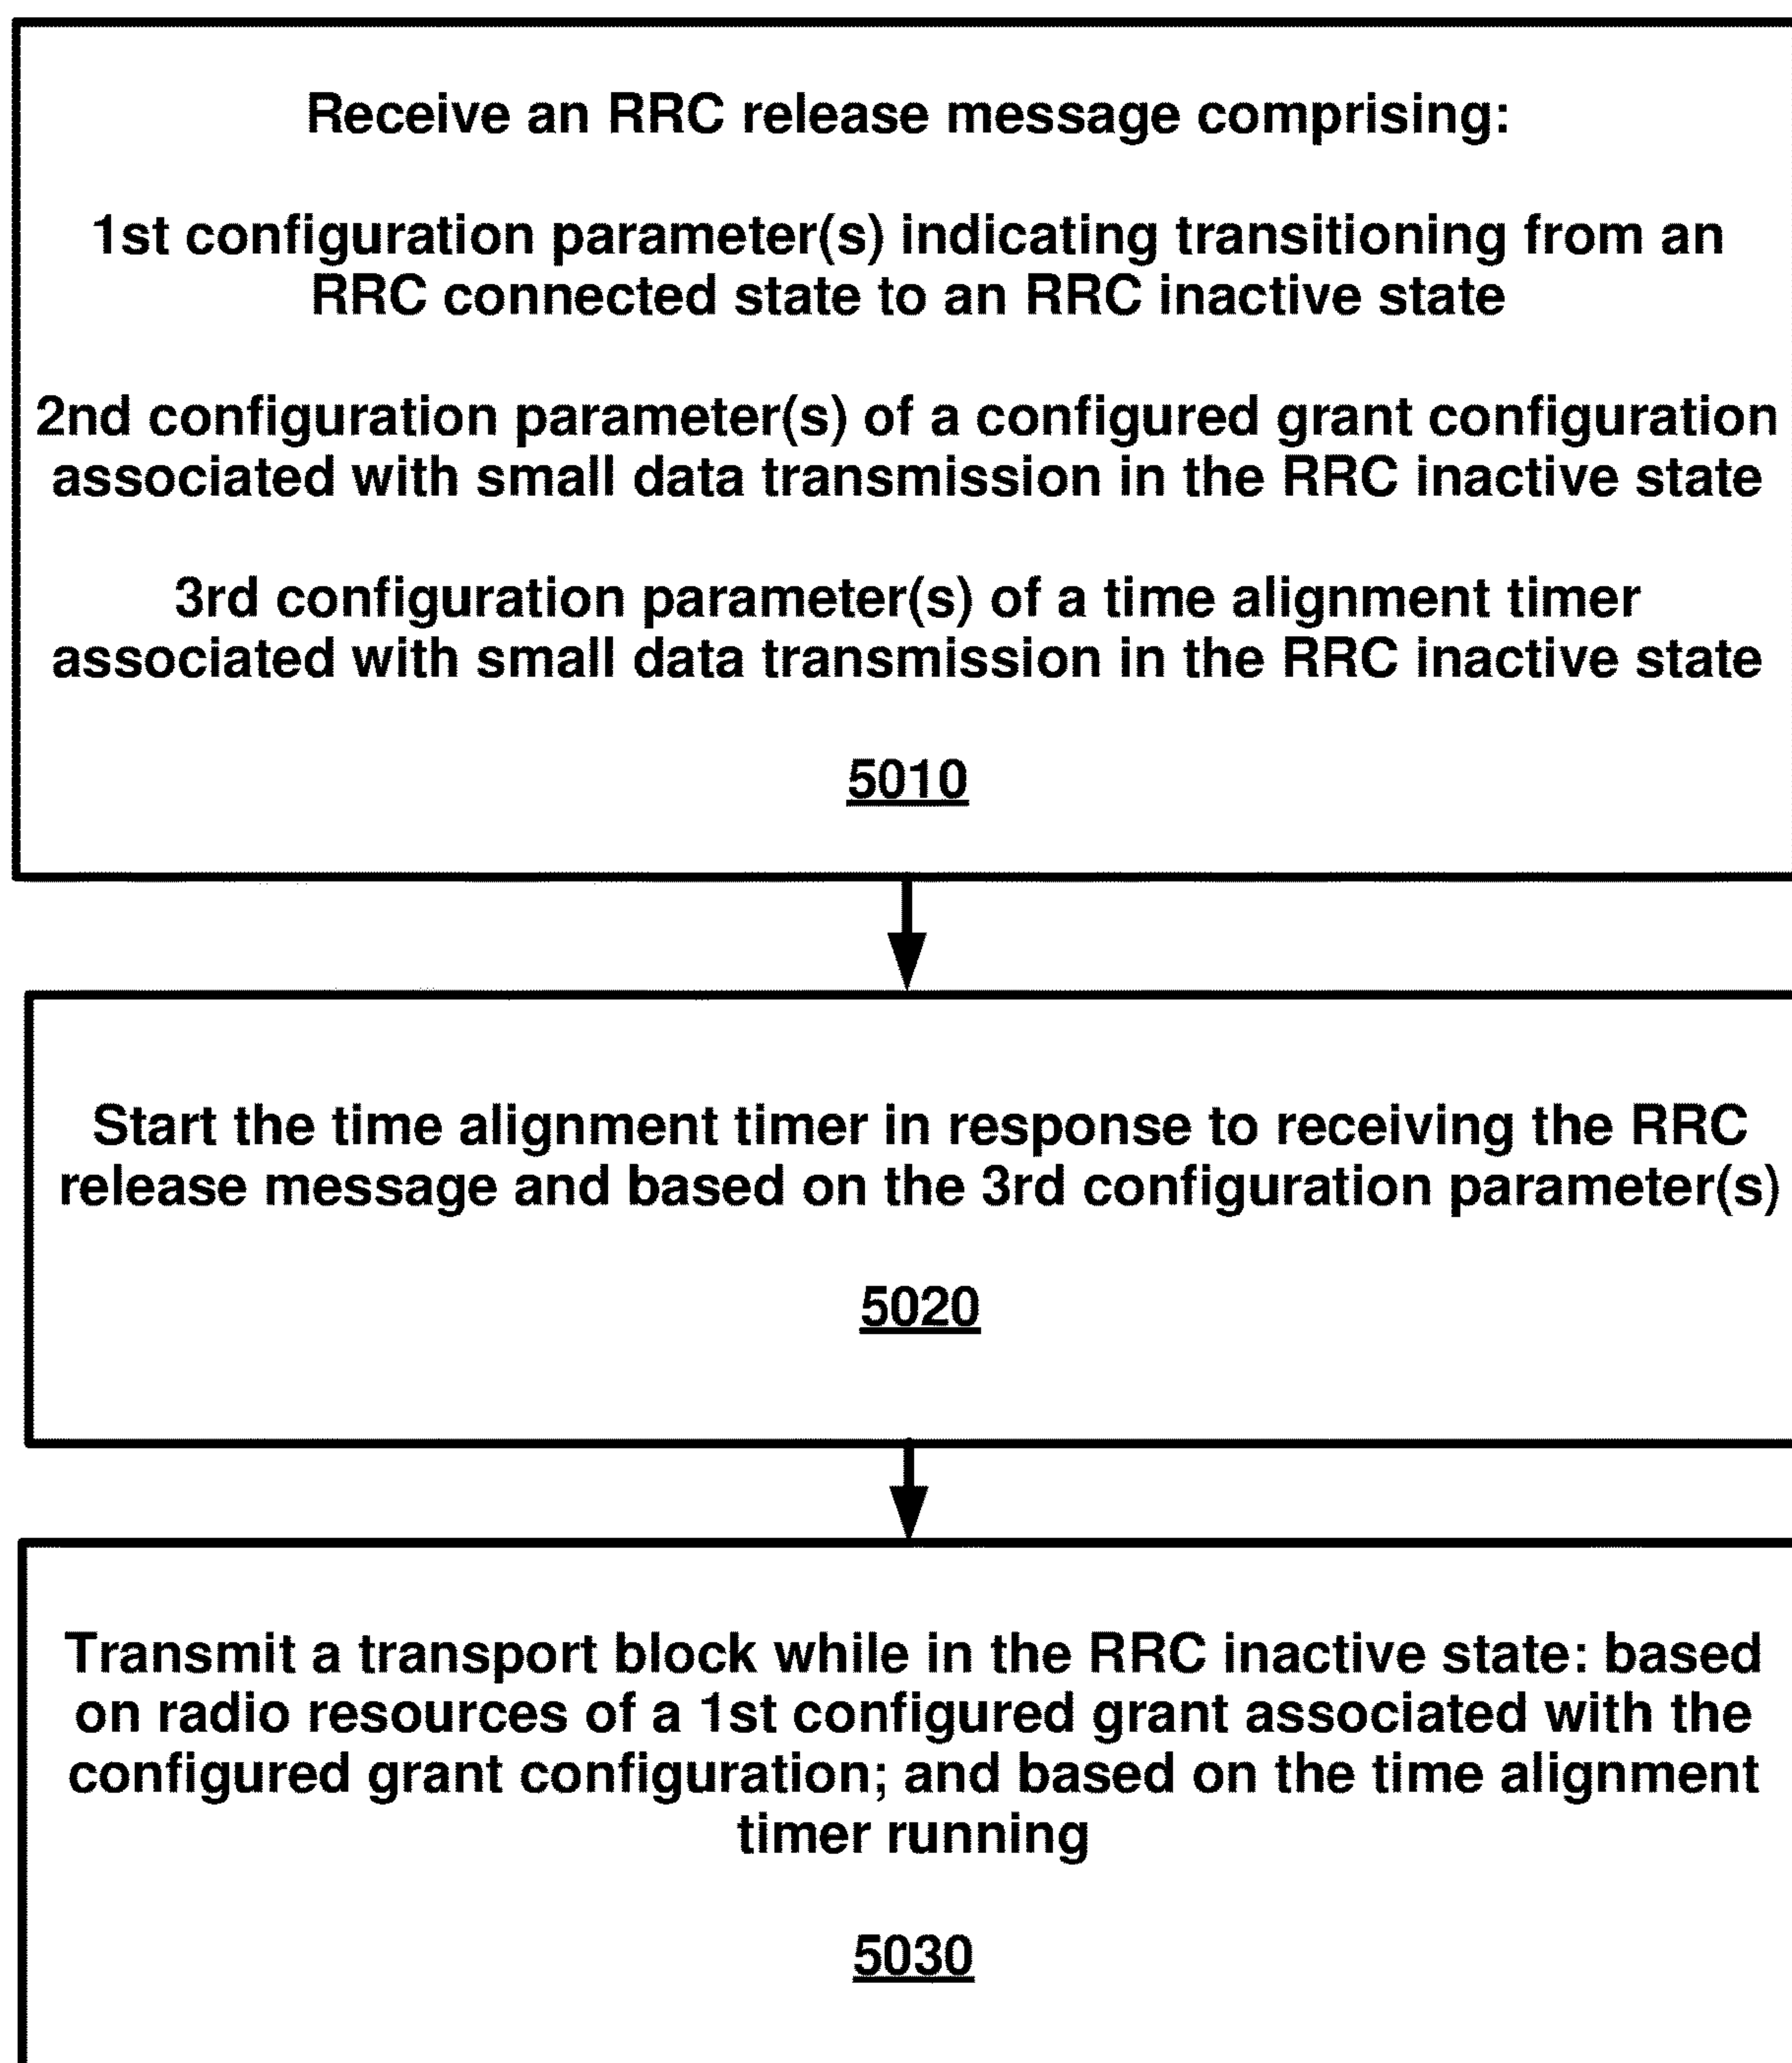 Receive an RRC release message comprising:
1st configuration parameter(s) indicating transitioning from an
RRC connected state to an RRC inactive state
2nd configuration parameter(s) of a configured grant configuration
associated with small data transmission in the RRC inactive state
3rd configuration parameter(s) of a time alignment timer
associated with small data transmission in the RRC inactive state
5010
Start the time alignment timer in response to receiving the RRC
release message and based on the 3rd configuration parameter(s)
5020
Transmit a transport block while in the RRC inactive state: based
on radio resources of a 1st configured grant associated with the
configured grant configuration; and based on the time alignment
timer running
5030